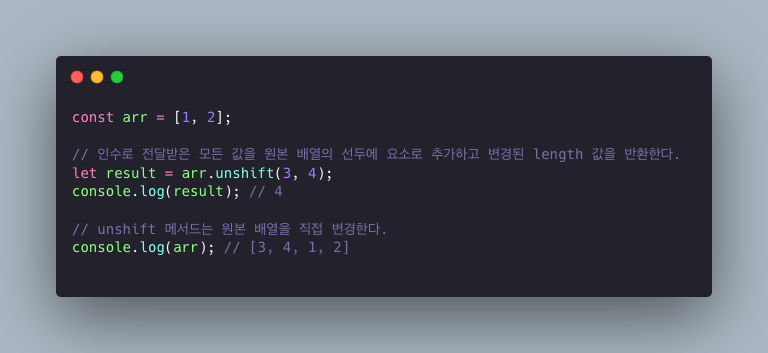 const arr = [1, 2];
// 인수로 전달받은 모든 값을 원본 배열의 선두에 요소로 추가하고 변경된 length 값을 반환한다.
let result = arr.unshift(3, 4);
console.log(result); // 4
// unshift 메서드는 원본 배열을 직접 변경한다.
console.log(arr); // [3, 4, 1, 2]